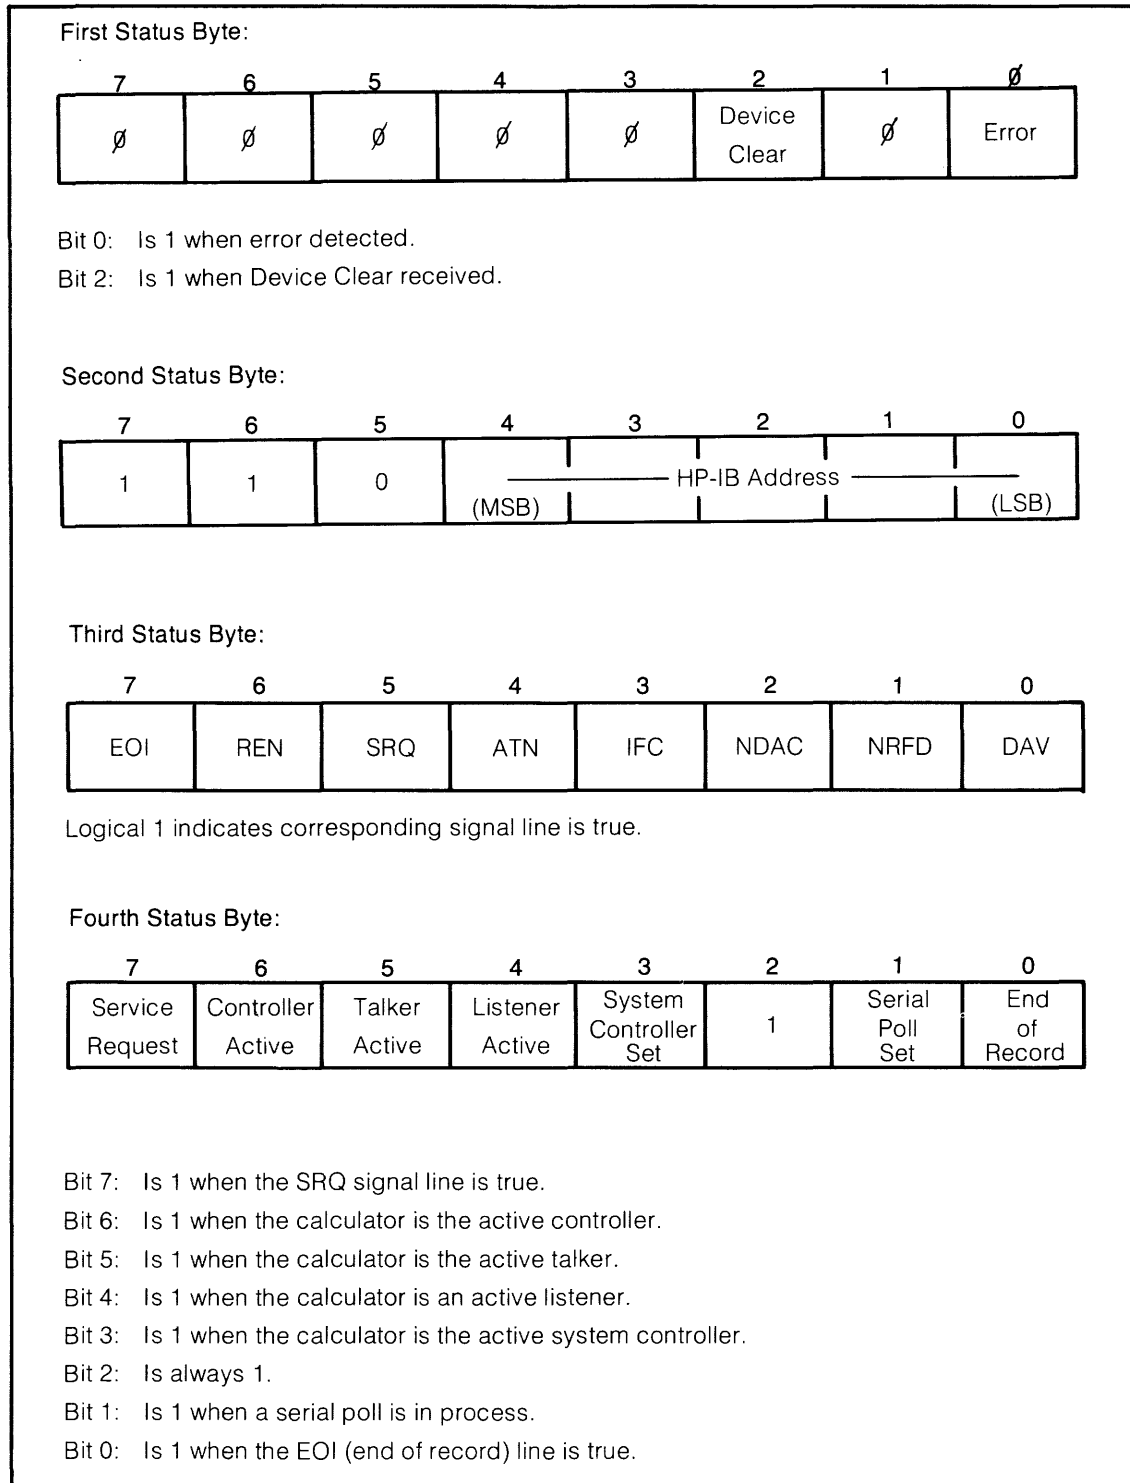 First Status Byte:
7 6 5 4 3 2 1 Ø
Ø Ø Ø Ø Ø Device Clear Ø Error
Bit 0: Is 1 when error detected.
Bit 2: Is 1 when Device Clear received.
Second Status Byte:
7 6 5 4 3 2 1 0
1 1 0 HP-IB Address
(MSB) (LSB)
Third Status Byte:
7 6 5 4 3 2 1 0
EOI REN SRQ ATN IFC NDAC NRFD DAV
Logical 1 indicates corresponding signal line is true.
Fourth Status Byte:
7 6 5 4 3 2 1 0
Service Request Controller Active Talker Active Listener Active System Controller Set 1 Serial Poll Set End of Record
Bit 7: Is 1 when the SRQ signal line is true.
Bit 6: Is 1 when the calculator is the active controller.
Bit 5: Is 1 when the calculator is the active talker.
Bit 4: Is 1 when the calculator is an active listener.
Bit 3: Is 1 when the calculator is the active system controller.
Bit 2: Is always 1.
Bit 1: Is 1 when a serial poll is in process.
Bit 0: Is 1 when the EOI (end of record) line is true.